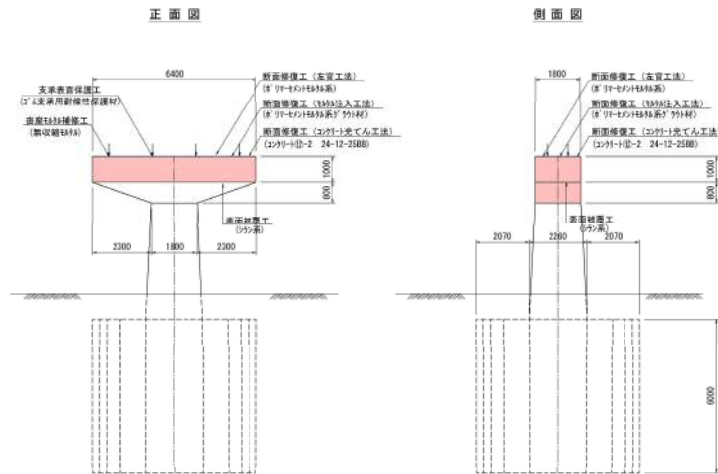 正面図
側面図
6400
断面修復工（左官工法）
（ポリマーセメントモルタル系）
断面修復工（モルタル注入工法）
（ポリマーセメントモルタル系グラウト材）
断面修復工（コンクリート充てん工法）
（コンクリート⑫-2 24-12-25BB）
支承表面保護工
（ゴム支承用耐候性保護材）
沓座モルタル補修工
（無収縮モルタル）
1000
800
表面被覆工
（シラン系）
2300
1800
2300
1800
断面修復工（左官工法）
（ポリマーセメントモルタル系）
断面修復工（モルタル注入工法）
（ポリマーセメントモルタル系グラウト材）
断面修復工（コンクリート充てん工法）
（コンクリート⑫-2 24-12-25BB）
1000
800
表面被覆工
（シラン系）
2070
2260
2070
6000